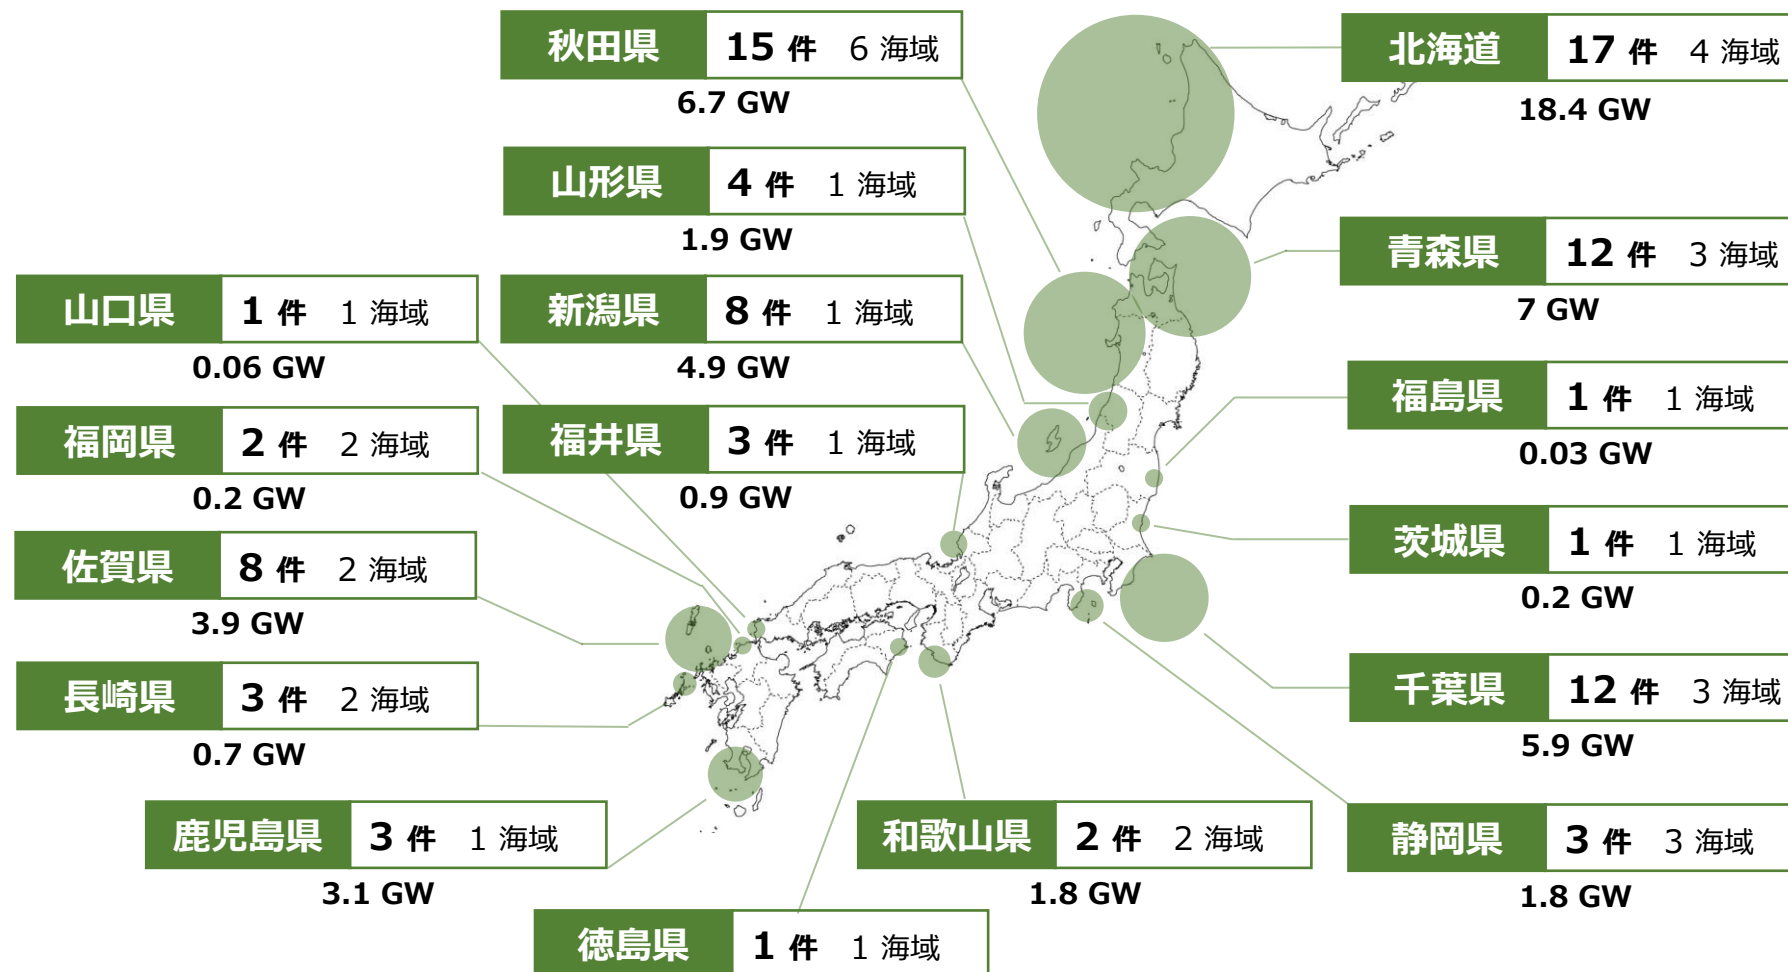 秋田県 15 件 6 海域
6.7 GW
北海道 17 件 4 海域
18.4 GW
山形県 4 件 1 海域
1.9 GW
青森県 12 件 3 海域
7 GW
山口県 1 件 1 海域
0.06 GW
新潟県 8 件 1 海域
4.9 GW
福島県 1 件 1 海域
0.03 GW
福岡県 2 件 2 海域
0.2 GW
福井県 3 件 1 海域
0.9 GW
茨城県 1 件 1 海域
0.2 GW
佐賀県 8 件 2 海域
3.9 GW
千葉県 12 件 3 海域
5.9 GW
長崎県 3 件 2 海域
0.7 GW
鹿児島県 3 件 1 海域
3.1 GW
和歌山県 2 件 2 海域
1.8 GW
静岡県 3 件 3 海域
1.8 GW
徳島県 1 件 1 海域